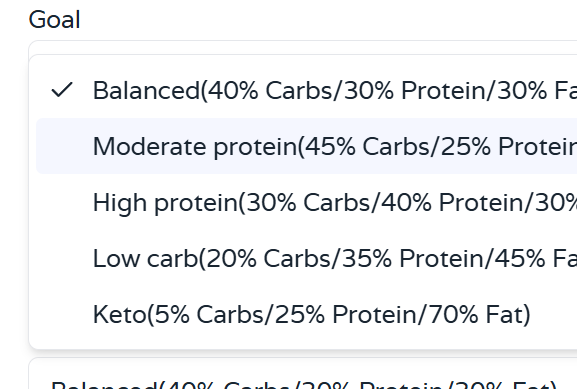 Goal
Balanced(40% Carbs/30% Protein/30% Fa
Moderate protein(45% Carbs/25% Protein
High protein(30% Carbs/40% Protein/30%
Low carb(20% Carbs/35% Protein/45% Fa
Keto(5% Carbs/25% Protein/70% Fat)
Balanced(40% Carbs/30% Protein/30% Fat)